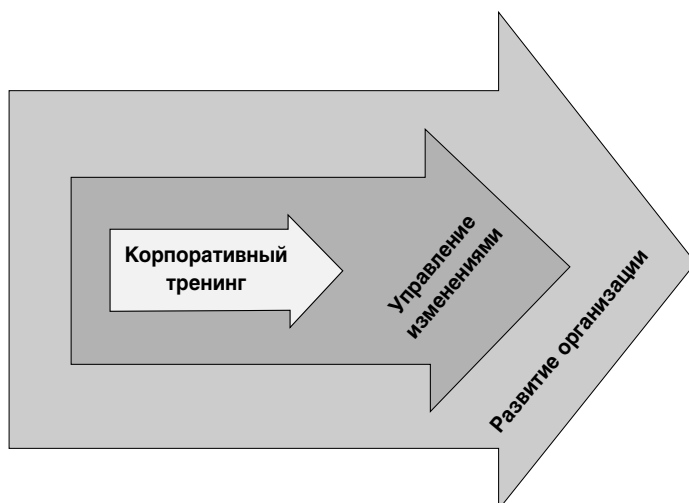 Корпоративный
тренинг
Управление
изменениями
Развитие организации